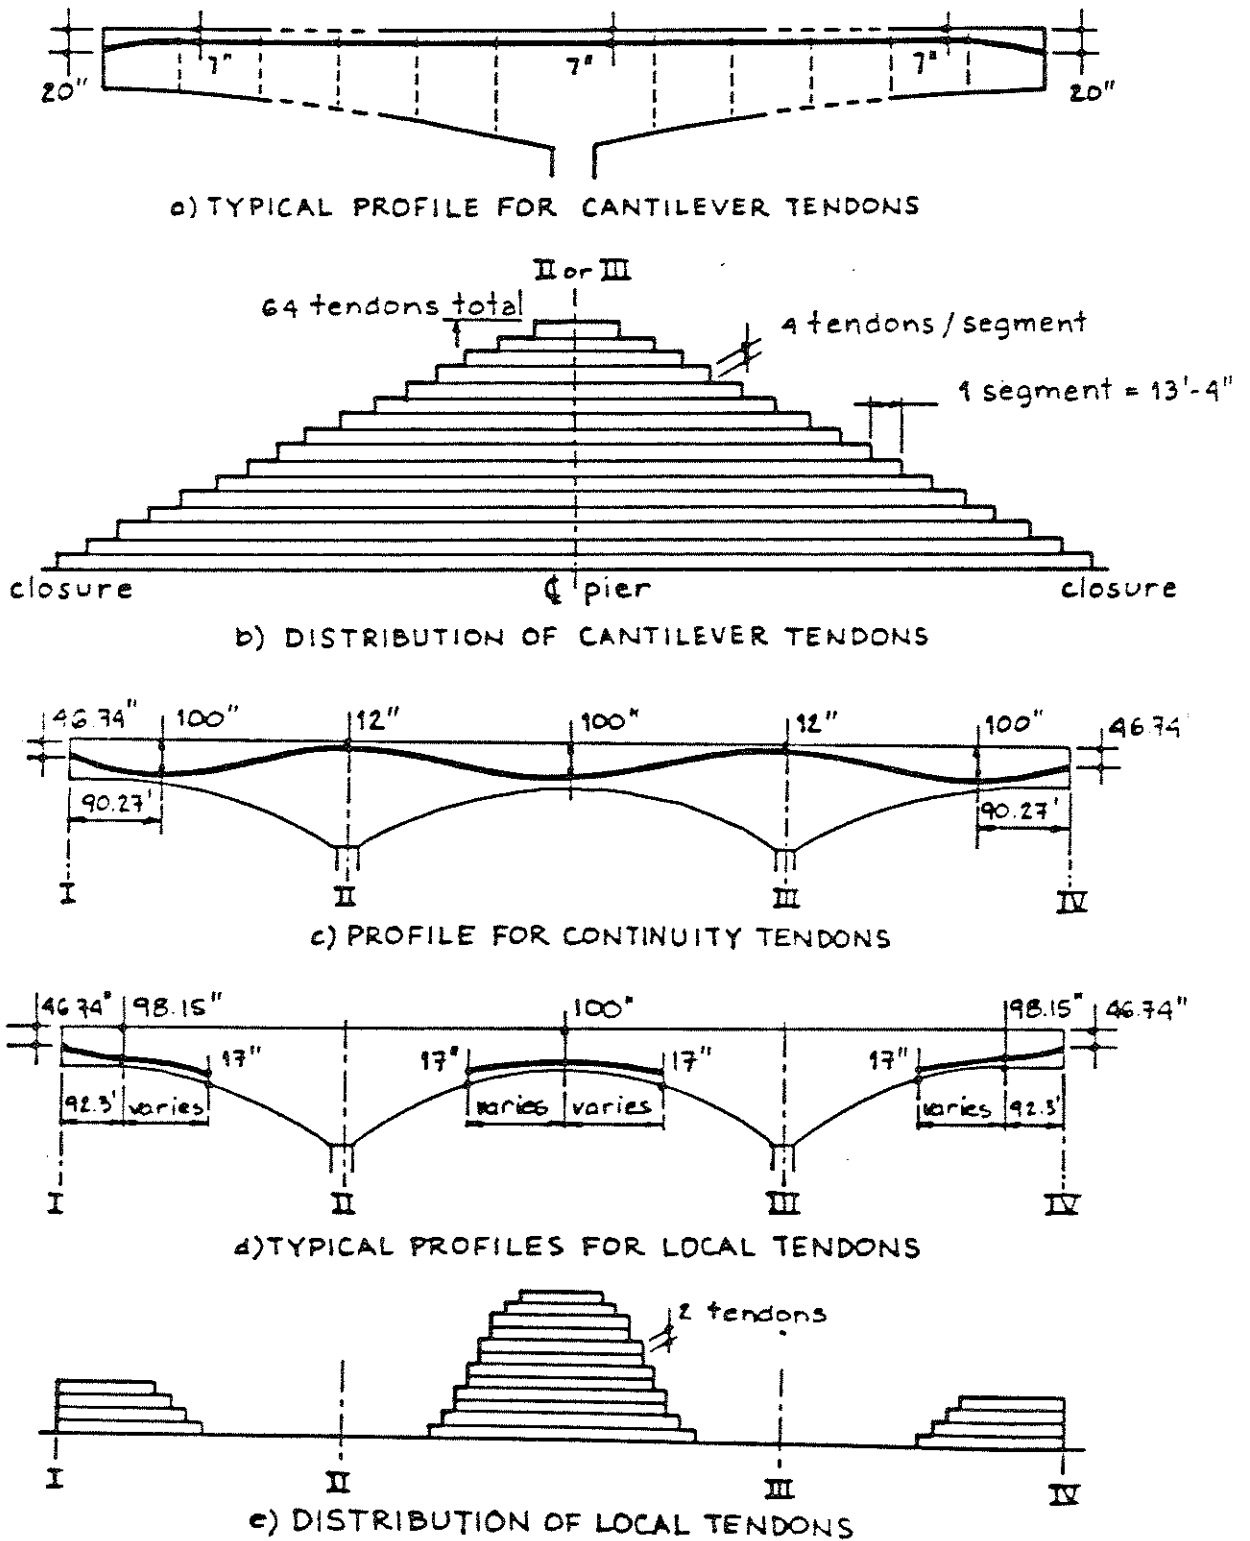 7" 7" 7"
20" 20"
a) TYPICAL PROFILE FOR CANTILEVER TENDONS
II or III
64 tendons total
4 tendons / segment
1 segment = 13'-4"
closure ℄ pier closure
b) DISTRIBUTION OF CANTILEVER TENDONS
46.74" 100" 12" 100" 12" 100" 46.74
90.27' 90.27'
I II III IV
c) PROFILE FOR CONTINUITY TENDONS
46.74" 98.15" 100" 98.15" 46.74"
17" 17" 17" 17"
92.3' varies varies varies varies 92.3'
I II III IV
d) TYPICAL PROFILES FOR LOCAL TENDONS
2 tendons
I II III IV
e) DISTRIBUTION OF LOCAL TENDONS